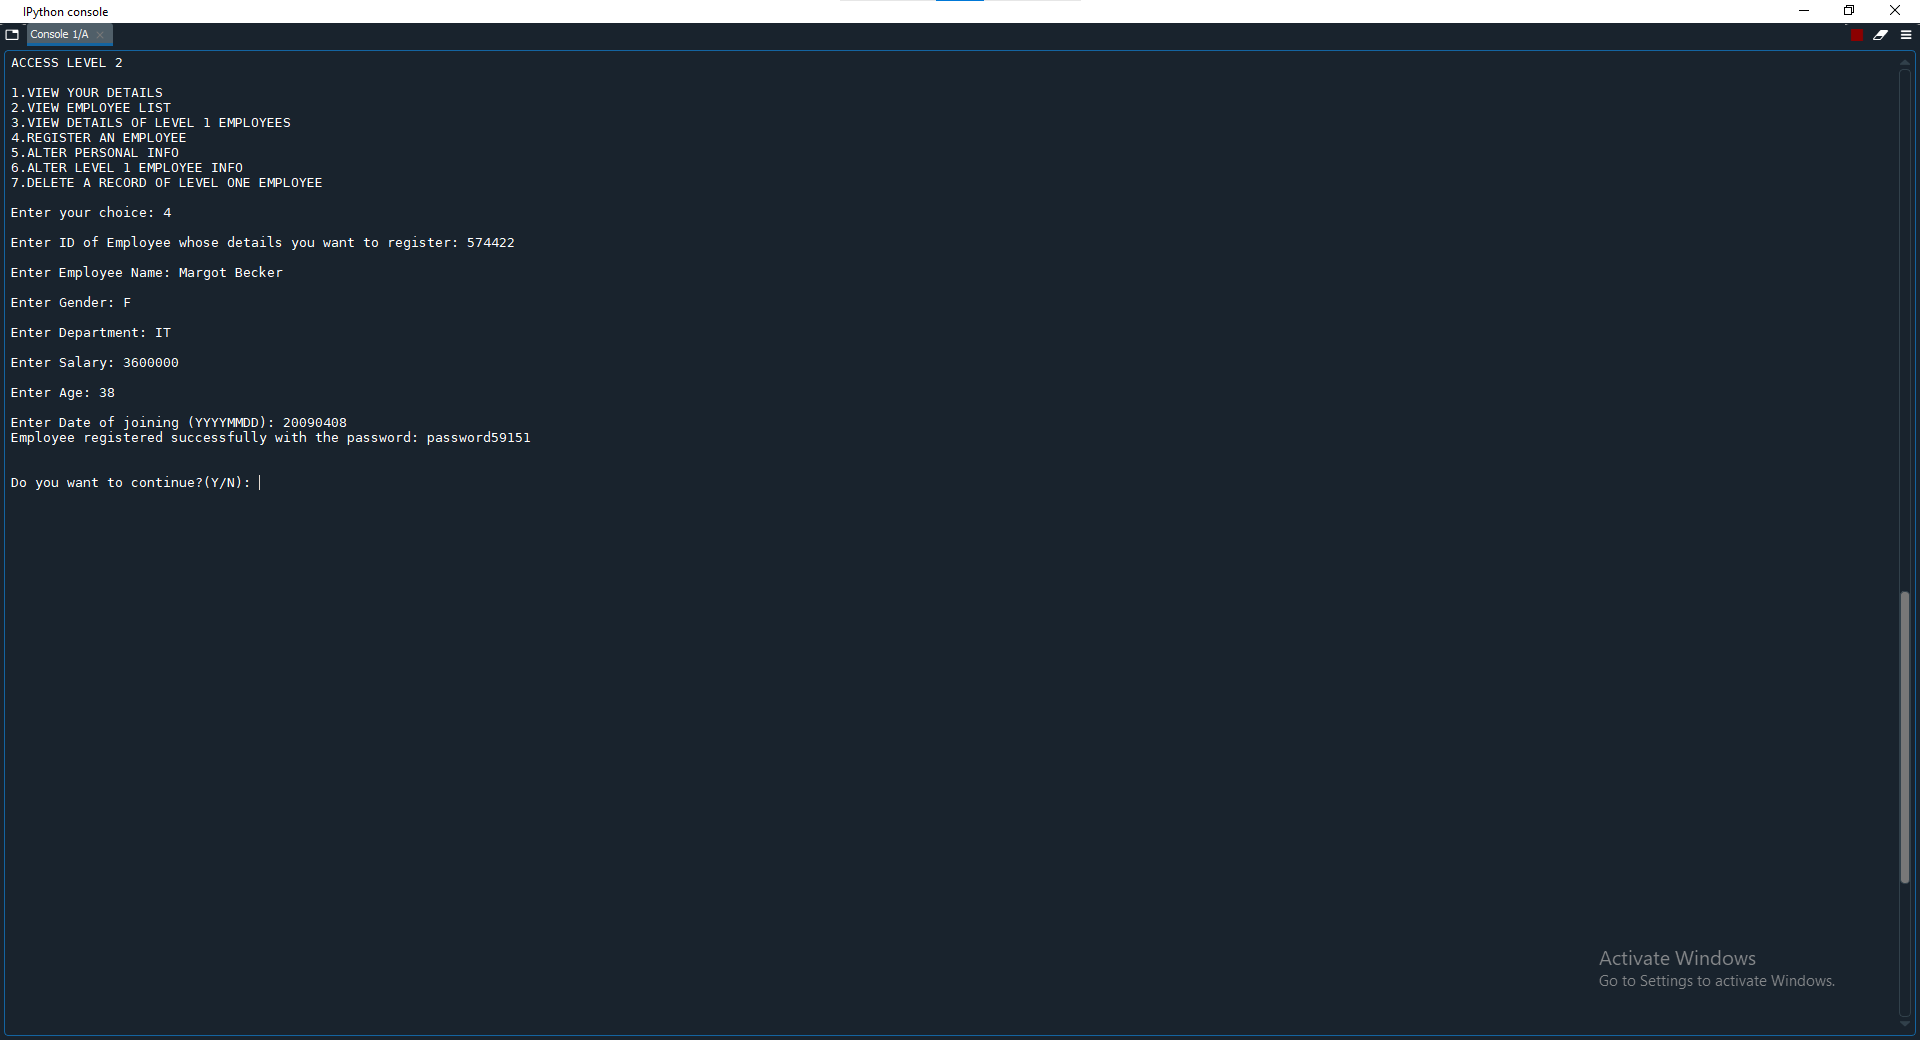 IPython console
Console 1/A
ACCESS LEVEL 2
1.VIEW YOUR DETAILS
2.VIEW EMPLOYEE LIST
3.VIEW DETAILS OF LEVEL 1 EMPLOYEES
4.REGISTER AN EMPLOYEE
5.ALTER PERSONAL INFO
6.ALTER LEVEL 1 EMPLOYEE INFO
7.DELETE A RECORD OF LEVEL ONE EMPLOYEE
Enter your choice: 4
Enter ID of Employee whose details you want to register: 574422
Enter Employee Name: Margot Becker
Enter Gender: F
Enter Department: IT
Enter Salary: 3600000
Enter Age: 38
Enter Date of joining (YYYYMMDD): 20090408
Employee registered successfully with the password: password59151
Do you want to continue?(Y/N):
Activate Windows
Go to Settings to activate Windows.